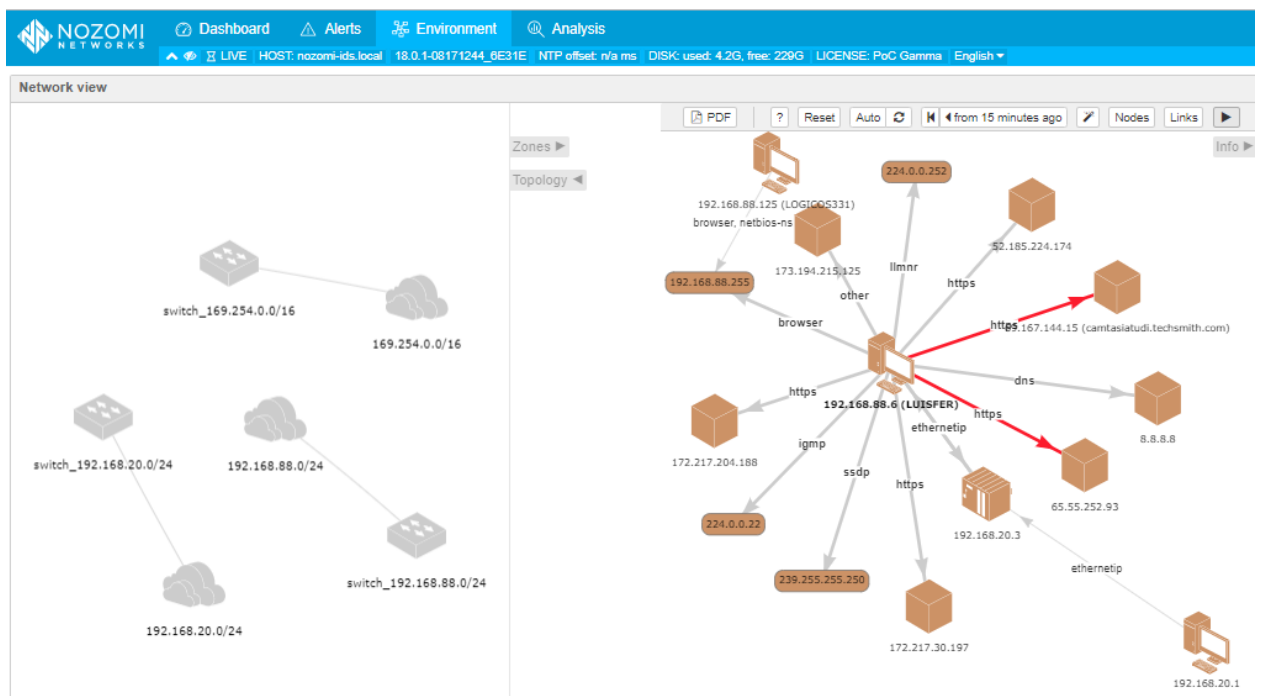 NOZOMI
NETWORKS
Dashboard
Alerts
Environment
Analysis
LIVE HOST: nozomi-ids.local 18.0.1-08171244_6E31E NTP offset: n/a ms DISK: used: 4.2G, free: 229G LICENSE: PoC Gamma English
Network view
PDF ? Reset Auto from 15 minutes ago Nodes Links
Zones
Info
Topology
switch_169.254.0.0/16
169.254.0.0/16
switch_192.168.20.0/24
192.168.88.0/24
switch_192.168.88.0/24
192.168.20.0/24
224.0.0.252
192.168.88.125 (LOGICOS331)
browser, netbios-ns
52.185.224.174
173.194.215.125
llmnr
192.168.88.255
https
other
browser
https
.167.144.15 (camtasiatudi.techsmith.com)
dns
https
192.168.88.6 (LUISFER)
https
ethernetip
8.8.8.8
igmp
172.217.204.188
ssdp
https
65.55.252.93
224.0.0.22
192.168.20.3
ethernetip
239.255.255.250
172.217.30.197
192.168.20.1